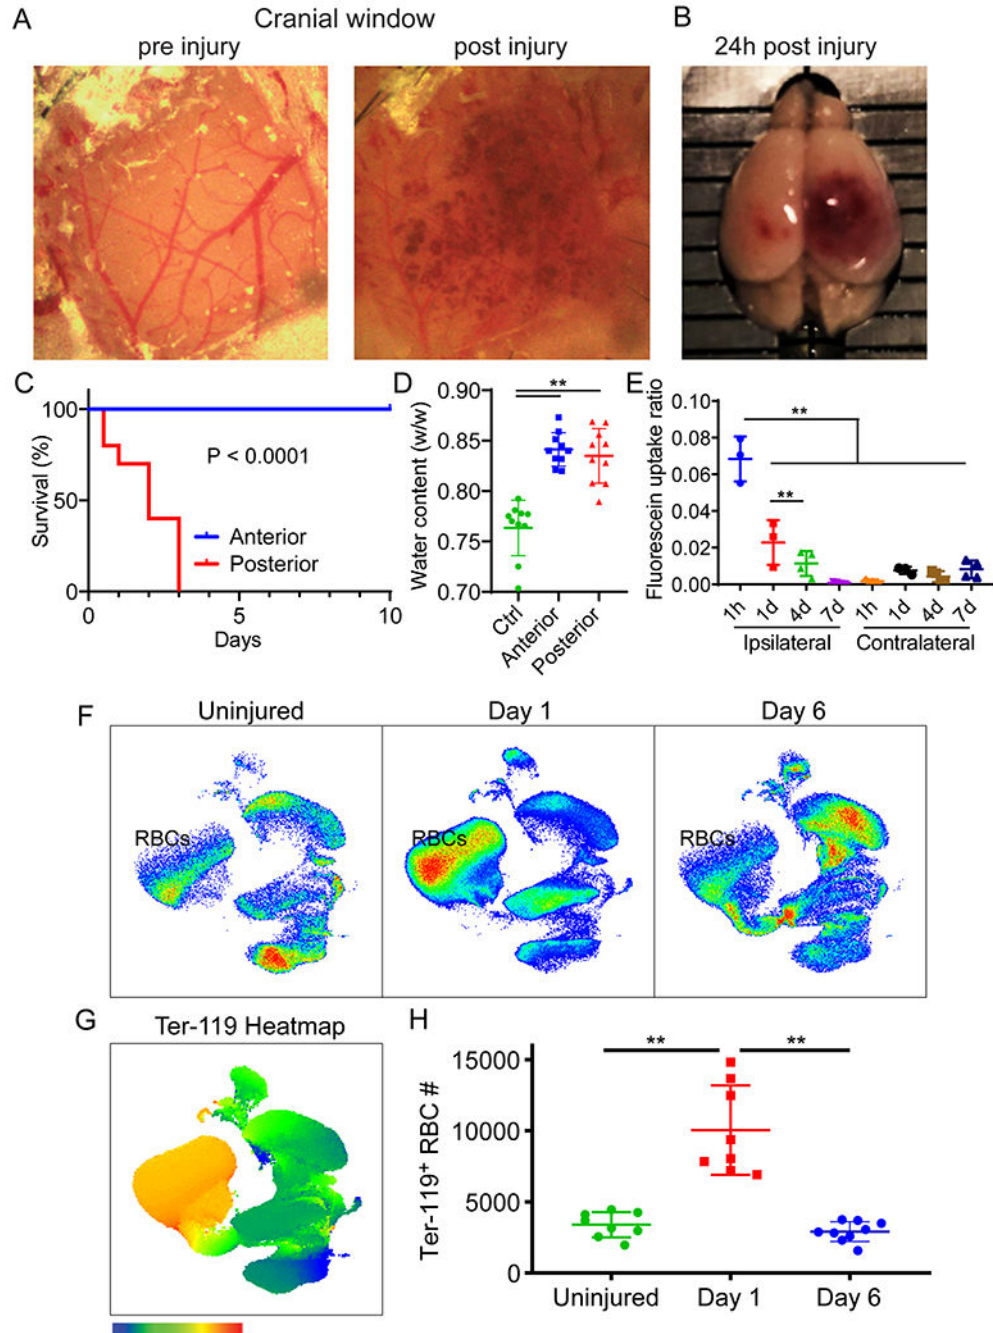 A
Cranial window
B
pre injury
post injury
24h post injury
C
Survival (%)
100
50
0
0
5
10
Days
P < 0.0001
Anterior
Posterior
D
Water content (w/w)
0.90
0.85
0.80
0.75
0.70
**
Ctrl
Anterior
Posterior
E
Fluorescein uptake ratio
0.10
0.08
0.06
0.04
0.02
0.00
**
**
1h
1d
4d
7d
1h
1d
4d
7d
Ipsilateral
Contralateral
F
Uninjured
Day 1
Day 6
RBCs
RBCs
RBCs
G
Ter-119 Heatmap
H
Ter-119⁺ RBC #
15000
10000
5000
0
**
**
Uninjured
Day 1
Day 6